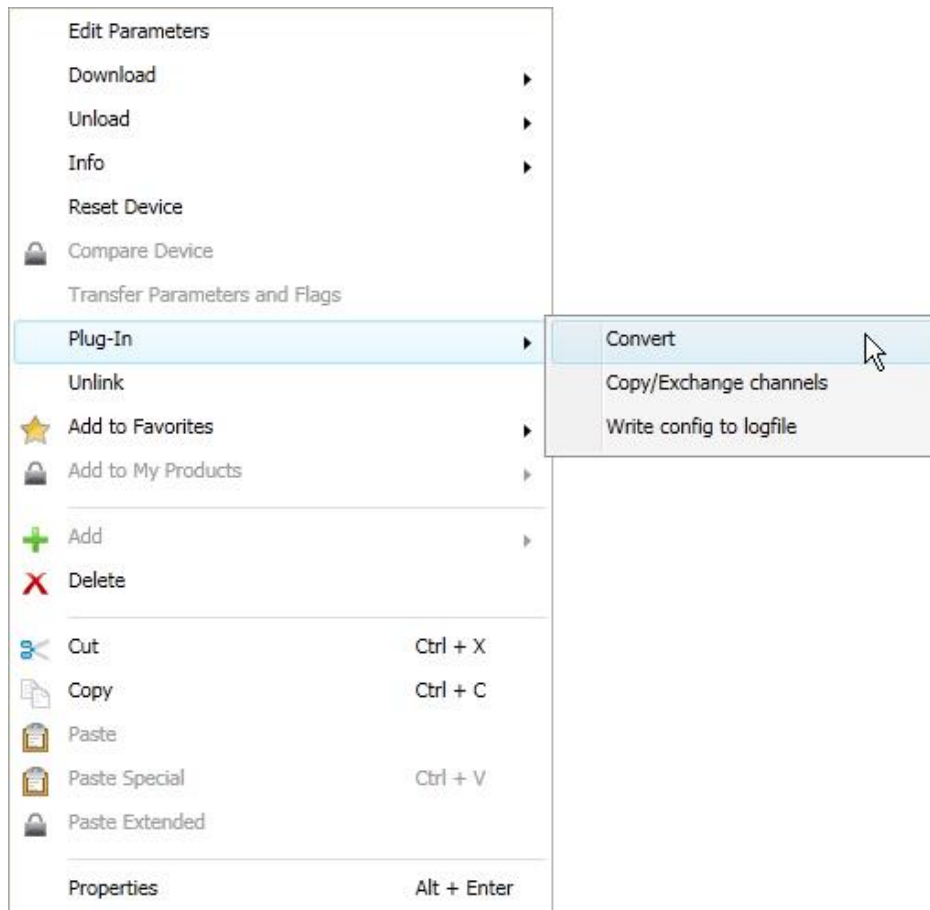 Edit Parameters
Download
Unload
Info
Reset Device
Compare Device
Transfer Parameters and Flags
Plug-In
Convert
Unlink
Copy/Exchange channels
Add to Favorites
Write config to logfile
Add to My Products
Add
Delete
Cut Ctrl + X
Copy Ctrl + C
Paste
Paste Special Ctrl + V
Paste Extended
Properties Alt + Enter